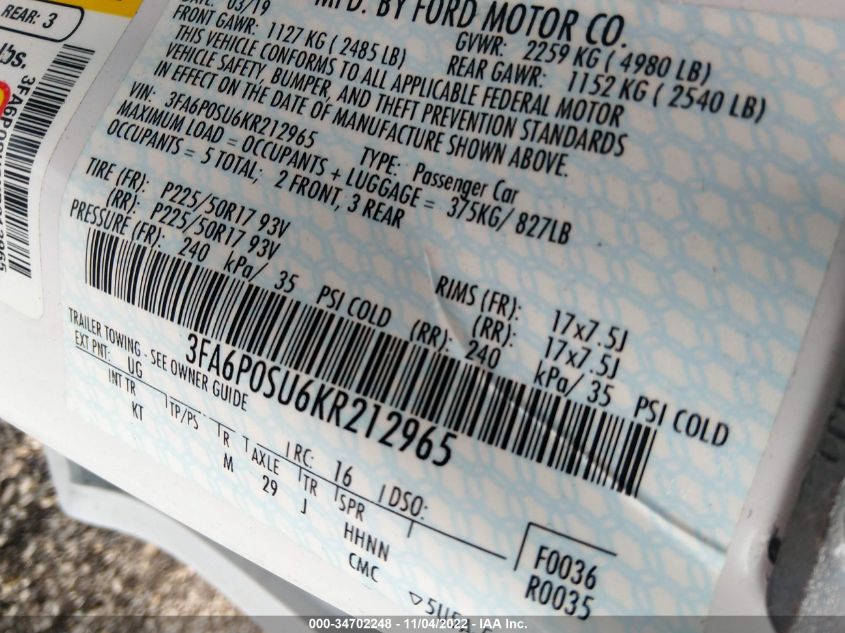 REAR: 3
MFD. BY FORD MOTOR CO.
DATE: 03/19
GVWR: 2259 KG ( 4980 LB)
FRONT GAWR: 1127 KG ( 2485 LB)
REAR GAWR: 1152 KG ( 2540 LB)
THIS VEHICLE CONFORMS TO ALL APPLICABLE FEDERAL MOTOR
VEHICLE SAFETY, BUMPER, AND THEFT PREVENTION STANDARDS
IN EFFECT ON THE DATE OF MANUFACTURE SHOWN ABOVE.
VIN: 3FA6P0SU6KR212965
TYPE: Passenger Car
MAXIMUM LOAD = OCCUPANTS + LUGGAGE = 375KG/ 827LB
OCCUPANTS = 5 TOTAL; 2 FRONT, 3 REAR
TIRE (FR): P225/50R17 93V
RIMS (FR): 17x7.5J
(RR): P225/50R17 93V
(RR): 17x7.5J
PRESSURE (FR): 240 kPa/ 35 PSI COLD (RR): 240 kPa/ 35 PSI COLD
3FA6P0SU6KR212965
TRAILER TOWING - SEE OWNER GUIDE
EXT PNT: UG
RC: 16
DSO:
INT TR
TP/PS
R
AXLE
TR
SPR
KT
M
29
J
HHNN
CMC
F0036
R0035
000-34702248 - 11/04/2022 - IAA Inc.